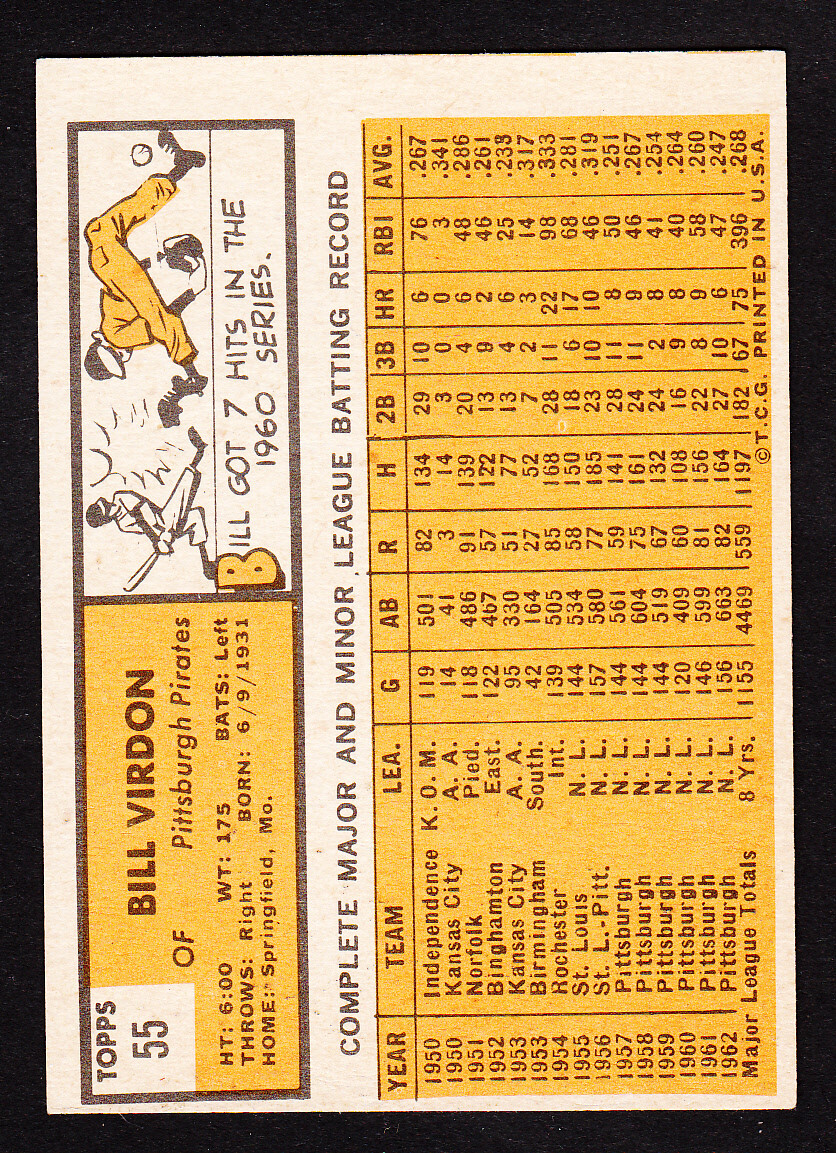 TOPPS
55
OF
BILL VIRDON
Pittsburgh Pirates
HT: 6:00 WT: 175 BATS: Left
THROWS: Right BORN: 6/9/1931
HOME: Springfield, Mo.
BILL GOT 7 HITS IN THE
1960 SERIES.
COMPLETE MAJOR AND MINOR LEAGUE BATTING RECORD
YEAR TEAM LEA. G AB R H 2B 3B HR RBI AVG.
1950 Independence K. O. M. 119 501 82 134 29 10 6 76 .267
1950 Kansas City A. A. 14 41 3 14 3 0 0 3 .341
1951 Norfolk Pied. 118 486 91 139 20 4 6 48 .286
1952 Binghamton East. 122 467 57 122 13 9 2 46 .261
1953 Kansas City A. A. 95 330 51 77 13 4 6 25 .233
1953 Birmingham South. 42 164 27 52 7 2 3 14 .317
1954 Rochester Int. 139 505 85 168 28 11 22 98 .333
1955 St. Louis N. L. 144 534 58 150 18 6 17 68 .281
1956 St. L.-Pitt. N. L. 157 580 77 185 23 10 10 46 .319
1957 Pittsburgh N. L. 144 561 59 141 28 11 8 50 .251
1958 Pittsburgh N. L. 144 604 75 161 24 11 9 46 .267
1959 Pittsburgh N. L. 144 519 67 132 24 2 8 41 .254
1960 Pittsburgh N. L. 120 409 60 108 16 9 8 40 .264
1961 Pittsburgh N. L. 146 599 81 156 22 8 9 58 .260
1962 Pittsburgh N. L. 156 663 82 164 27 10 6 47 .247
Major League Totals 8 Yrs. 1155 4469 559 1197 182 67 75 396 .268
©T.C.G. PRINTED IN U.S.A.